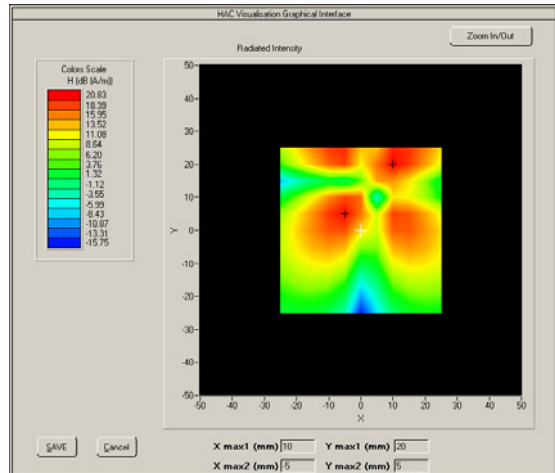 HAC Visualisation Graphical Interface
Zoom In/Out
Radiated Intensity
Colors Scale
H (dB (A/m))
20.83
18.39
15.95
13.52
11.08
8.64
6.20
3.76
1.32
-1.12
-3.55
-5.99
-8.43
-10.87
-13.31
-15.75
50
40
30
20
10
0
-10
-20
-30
-40
-50
Y
-50 -40 -30 -20 -10 0 10 20 30 40 50
X
SAVE
Cancel
X max1 (mm) 10 Y max1 (mm) 20
X max2 (mm) -5 Y max2 (mm) 5